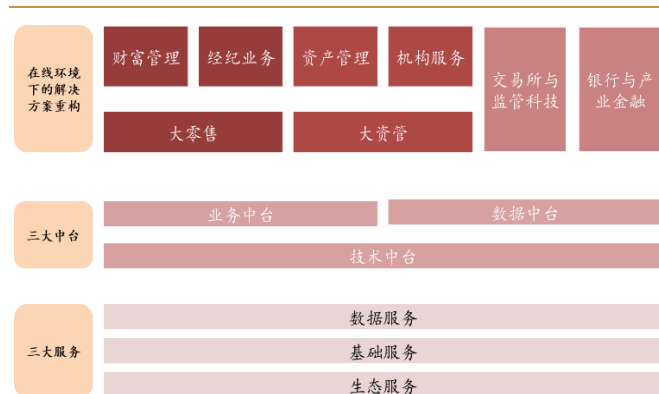 在线环境
下的解决
方案重构
财富管理
经纪业务
资产管理
机构服务
交易所与
监管科技
银行与产
业金融
大零售
大资管
三大中台
业务中台
数据中台
技术中台
三大服务
数据服务
基础服务
生态服务